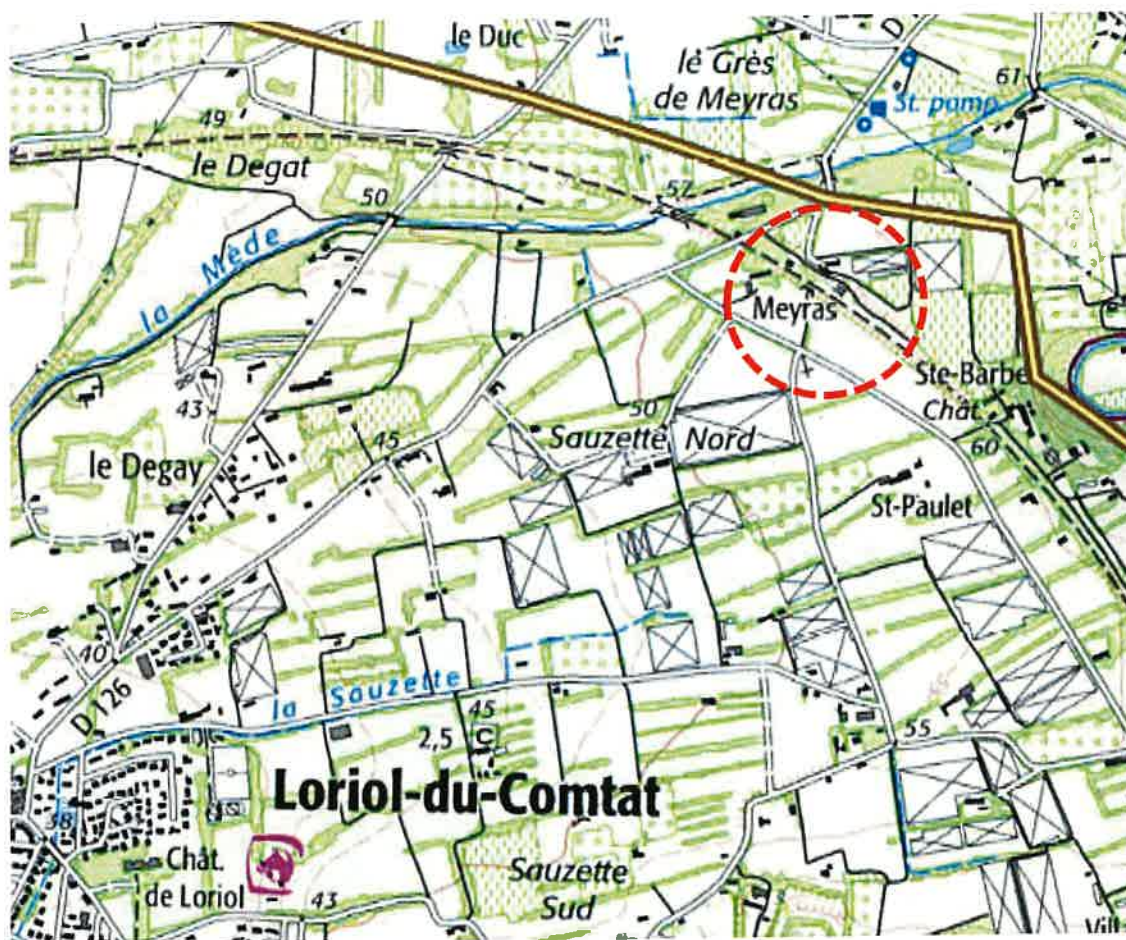 le Duc
D
lé Grès
de Meyras
61
St. pomp.
49
le Degat
57
50
la Mède
Meyras
Ste-Barbe
Chât.
43
50
60
Sauzette Nord
45
le Degay
St-Paulet
40
D 126
la Sauzette
45
2,5
C
55
Loriol-du-Comtat
38
Chât.
de Loriol
Sauzette
Sud
43
Vill